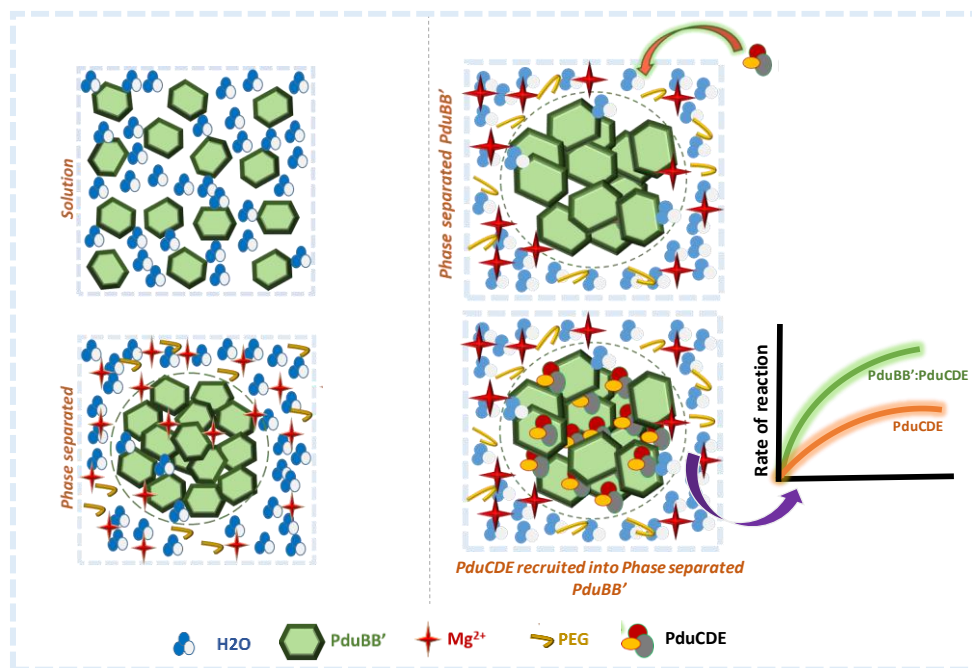 Solution
Phase separated
Phase separated PduBB’
PduCDE recruited into Phase separated
PduBB’
Rate of reaction
PduBB’:PduCDE
PduCDE
H2O
PduBB’
Mg²⁺
PEG
PduCDE